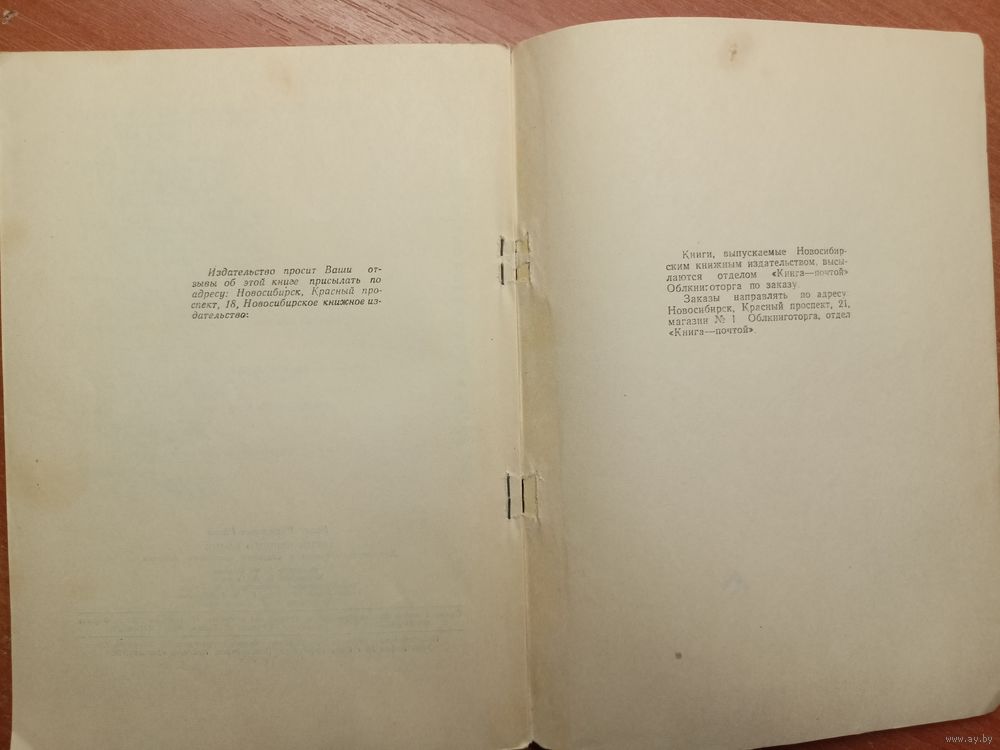 Издательство просит Ваши от-
зывы об этой книге присылать по
адресу: Новосибирск, Красный про-
спект, 18, Новосибирское книжное из-
дательство.
Книги, выпускаемые Новосибир-
ским книжным издательством, высы-
лаются отделом «Книга—почтой»
Облкниготорга по заказу.
Заказы направлять по адресу:
Новосибирск, Красный проспект, 21,
магазин № 1 Облкниготорга, отдел
«Книга—почтой».
www.ay.by